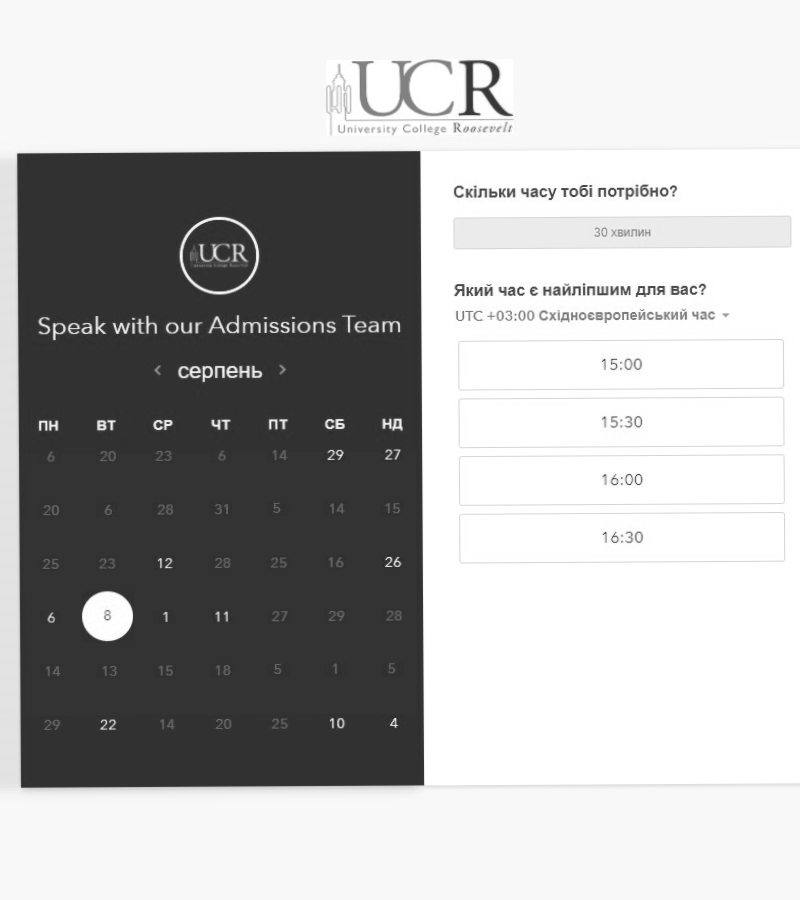 UCR
University College Roosevelt
UCR
Speak with our Admissions Team
серпень
ПН ВТ СР ЧТ ПТ СБ НД
6 20 23 6 14 29 27
20 6 28 31 5 14 15
25 23 12 28 25 16 26
6 8 1 11 27 29 28
14 13 15 18 5 1 5
29 22 14 20 25 10 4
Скільки часу тобі потрібно?
30 хвилин
Який час є найліпшим для вас?
UTC +03:00 Східноєвропейський час
15:00
15:30
16:00
16:30